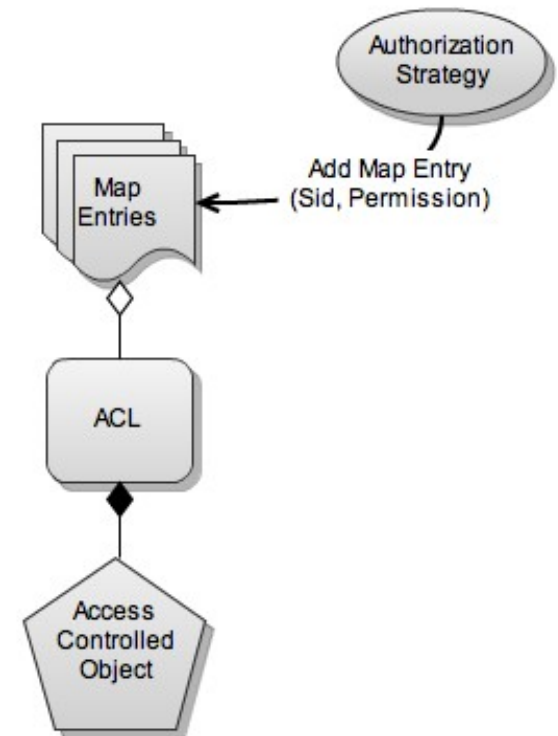 Authorization
Strategy
Add Map Entry
(Sid, Permission)
Map
Entries
ACL
Access
Controlled
Object